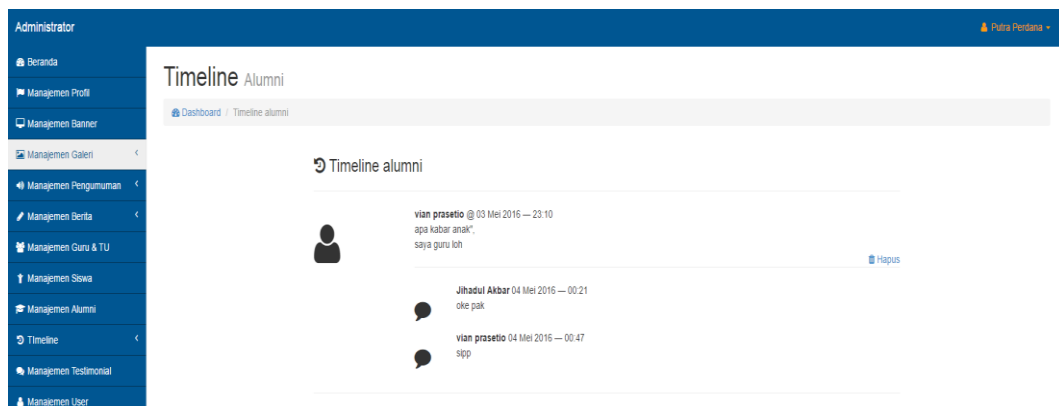 Administrator
Putra Perdana
Beranda
Manajemen Profil
Manajemen Banner
Manajemen Galeri
Manajemen Pengumuman
Manajemen Berita
Manajemen Guru & TU
Manajemen Siswa
Manajemen Alumni
TImeline
Manajemen Testimonial
Manajemen User
Timeline Alumni
Dashboard / Timeline alumni
Timeline alumni
vian prasetio @ 03 Mei 2016 — 23:10
apa kabar anak",
saya guru loh
Hapus
Jihadul Akbar 04 Mei 2016 — 00:21
oke pak
vian prasetio 04 Mei 2016 — 00:47
sipp